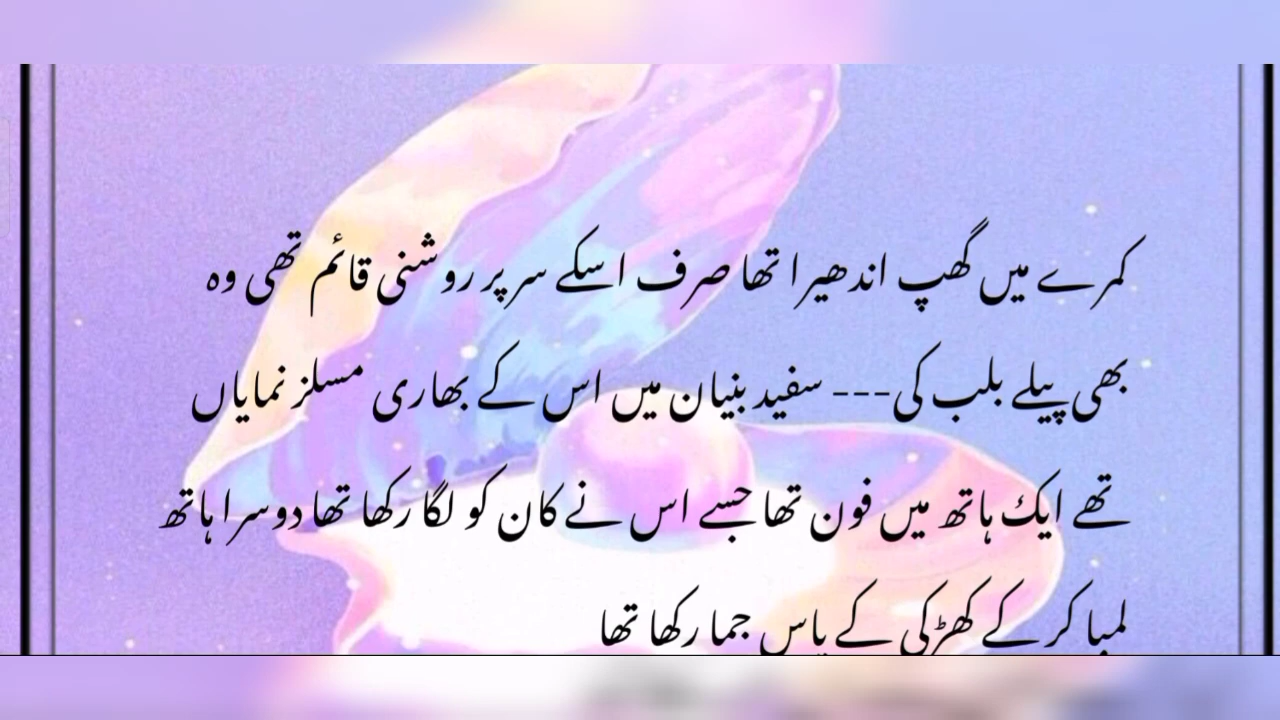 کمرے میں گھپ اندھیرا تھا صرف اسکے سر پر روشنی قائم تھی وہ
بھی پیلے بلب کی--- سفید بنیان میں اس کے بھاری مسلز نمایاں
تھے ایک ہاتھ میں فون تھا جسے اس نے کان کو لگا رکھا تھا دوسرا ہاتھ
لمبا کر کے کھڑکی کے پاس جما رکھا تھا